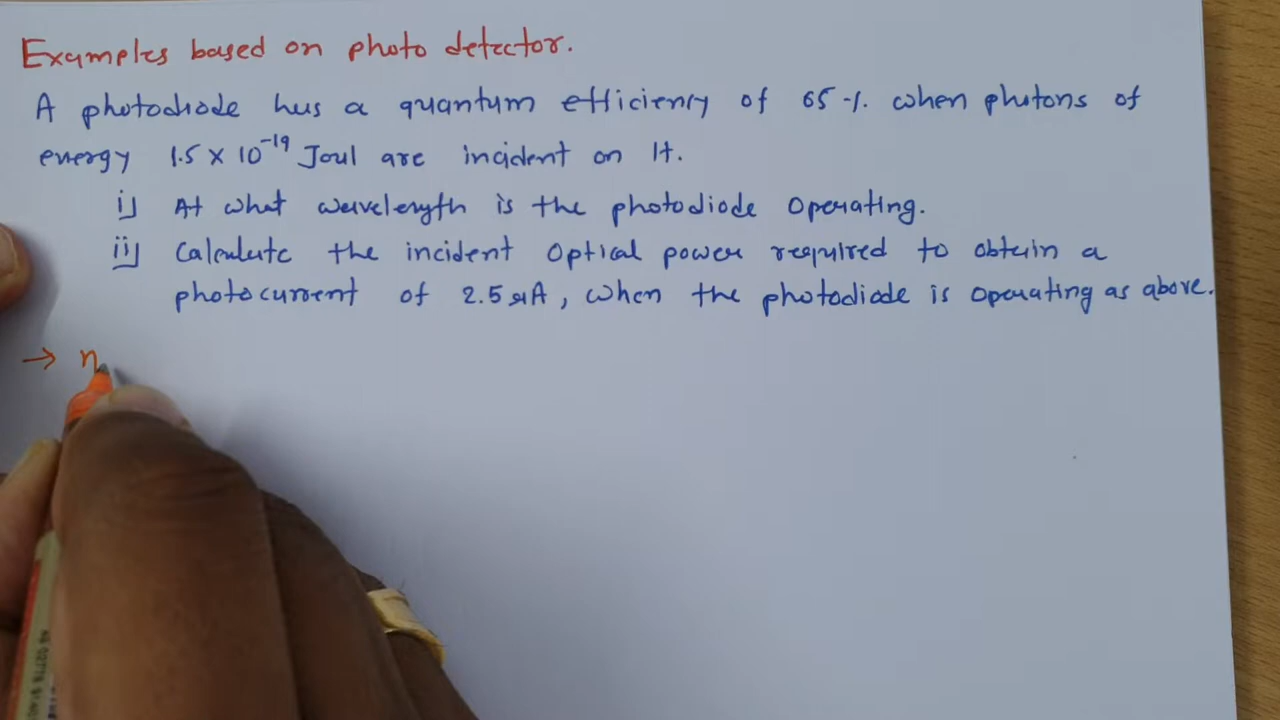 Examples based on photo detector.
A photodiode has a quantum efficiency of 65 % when photons of
energy 1.5 × 10⁻¹⁹ Joul are incident on It.
i) At what wavelength is the photodiode operating.
ii) Calculate the incident optical power required to obtain a
photocurrent of 2.5 μA, when the photodiode is operating as above.
→ η